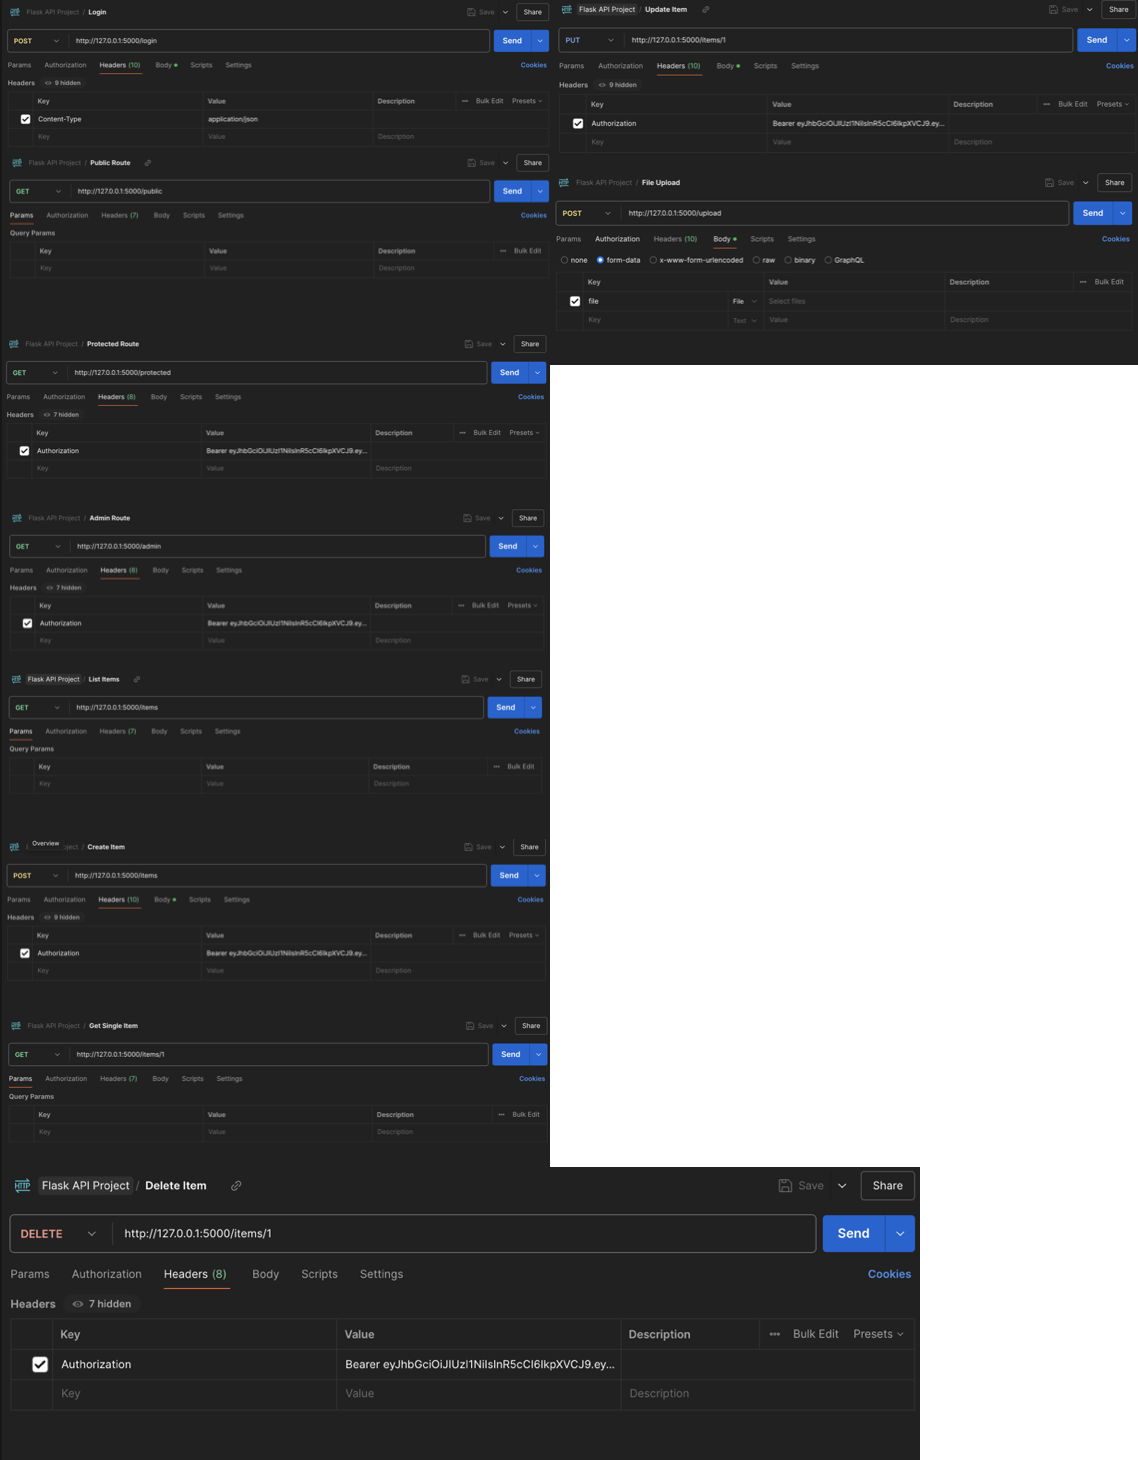 Flask API Project / Login
Save
Share
POST
http://127.0.0.1:5000/login
Send
Params Authorization Headers (10) Body Scripts Settings Cookies
Headers 9 hidden
Key Value Description ••• Bulk Edit Presets
Content-Type application/json
Key Value Description
Flask API Project / Public Route
Save
Share
GET
http://127.0.0.1:5000/public
Send
Params Authorization Headers (7) Body Scripts Settings Cookies
Query Params
Key Value Description ••• Bulk Edit
Key Value Description
Flask API Project / Protected Route
Save
Share
GET
http://127.0.0.1:5000/protected
Send
Params Authorization Headers (8) Body Scripts Settings Cookies
Headers 7 hidden
Key Value Description ••• Bulk Edit Presets
Authorization Bearer eyJhbGciOiJIUzI1NiIsInR5cCI6IkpXVCJ9.ey...
Key Value Description
Flask API Project / Admin Route
Save
Share
GET
http://127.0.0.1:5000/admin
Send
Params Authorization Headers (8) Body Scripts Settings Cookies
Headers 7 hidden
Key Value Description ••• Bulk Edit Presets
Authorization Bearer eyJhbGciOiJIUzI1NiIsInR5cCI6IkpXVCJ9.ey...
Key Value Description
Flask API Project / List Items
Save
Share
GET
http://127.0.0.1:5000/items
Send
Params Authorization Headers (7) Body Scripts Settings Cookies
Query Params
Key Value Description ••• Bulk Edit
Key Value Description
Overview
/ Create Item
Save
Share
POST
http://127.0.0.1:5000/items
Send
Params Authorization Headers (10) Body Scripts Settings Cookies
Headers 9 hidden
Key Value Description ••• Bulk Edit Presets
Authorization Bearer eyJhbGciOiJIUzI1NiIsInR5cCI6IkpXVCJ9.ey...
Key Value Description
Flask API Project / Get Single Item
Save
Share
GET
http://127.0.0.1:5000/items/1
Send
Params Authorization Headers (7) Body Scripts Settings Cookies
Query Params
Key Value Description ••• Bulk Edit
Key Value Description
Flask API Project / Update Item
Save
Share
PUT
http://127.0.0.1:5000/items/1
Send
Params Authorization Headers (10) Body Scripts Settings Cookies
Headers 9 hidden
Key Value Description ••• Bulk Edit Presets
Authorization Bearer eyJhbGciOiJIUzI1NiIsInR5cCI6IkpXVCJ9.ey...
Key Value Description
Flask API Project / File Upload
Save
Share
POST
http://127.0.0.1:5000/upload
Send
Params Authorization Headers (10) Body Scripts Settings Cookies
none form-data x-www-form-urlencoded raw binary GraphQL
Key Value Description ••• Bulk Edit
file File Select files
Key Text Value Description
HTTP Flask API Project / Delete Item
Save
Share
DELETE
http://127.0.0.1:5000/items/1
Send
Params Authorization Headers (8) Body Scripts Settings Cookies
Headers 7 hidden
Key Value Description ••• Bulk Edit Presets
Authorization Bearer eyJhbGciOiJIUzI1NiIsInR5cCI6IkpXVCJ9.ey...
Key Value Description